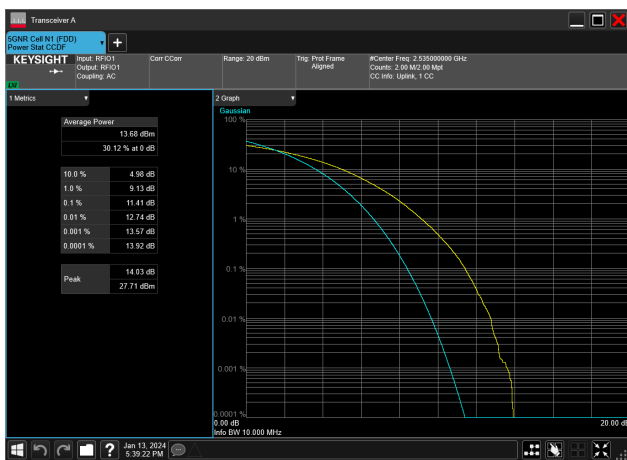 Transceiver A
5GNR Cell N1 (FDD)
Power Stat CCDF
KEYSIGHT
Input: RFIO1
Output: RFIO1
Coupling: AC
Corr CCorr
Range: 20 dBm
Trig: Prot Frame
Aligned
#Center Freq: 2.535000000 GHz
Counts: 2.00 M/2.00 Mpt
CC Info: Uplink, 1 CC
1 Metrics
Average Power
13.68 dBm
30.12 % at 0 dB
10.0 % 4.98 dB
1.0 % 9.13 dB
0.1 % 11.41 dB
0.01 % 12.74 dB
0.001 % 13.57 dB
0.0001 % 13.92 dB
Peak
14.03 dB
27.71 dBm
2 Graph
Gaussian
100 %
10 %
1 %
0.1 %
0.01 %
0.001 %
0.0001 %
0.00 dB
20.00 dB
Info BW 10.000 MHz
Jan 13, 2024
5:39:22 PM